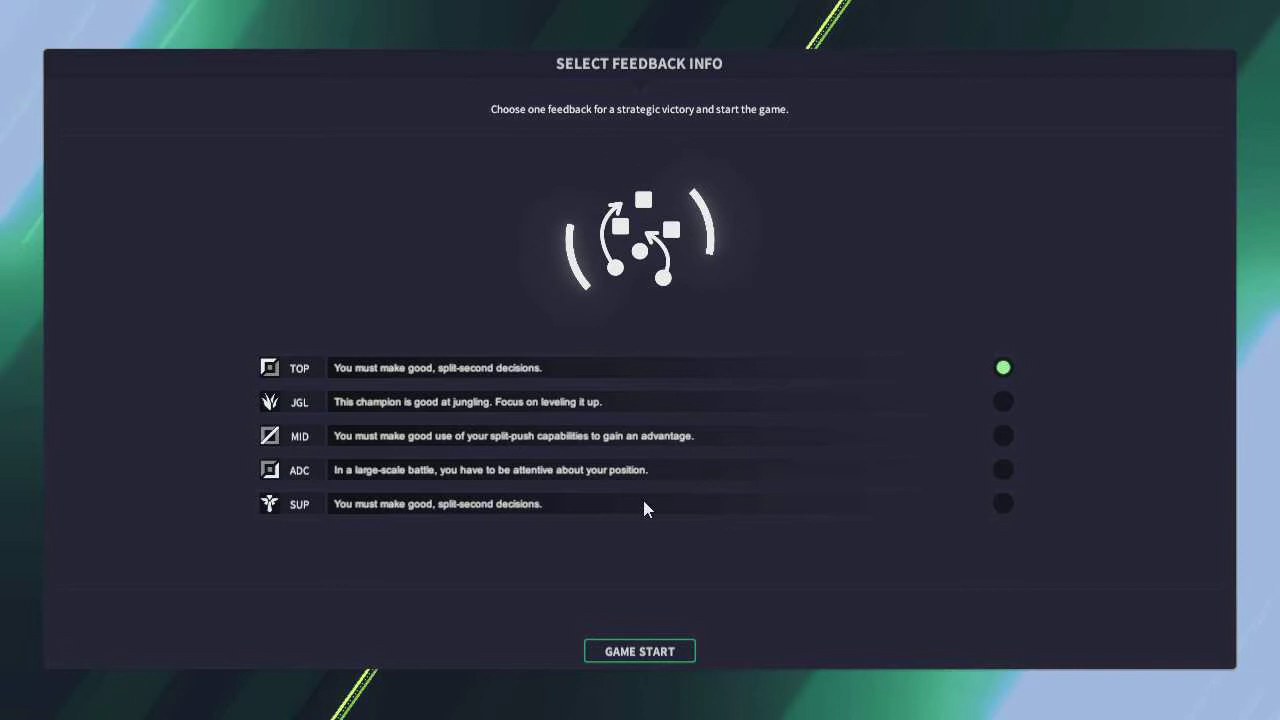 SELECT FEEDBACK INFO
Choose one feedback for a strategic victory and start the game.
TOP You must make good, split-second decisions.
JGL This champion is good at jungling. Focus on leveling it up.
MID You must make good use of your split-push capabilities to gain an advantage.
ADC In a large-scale battle, you have to be attentive about your position.
SUP You must make good, split-second decisions.
GAME START